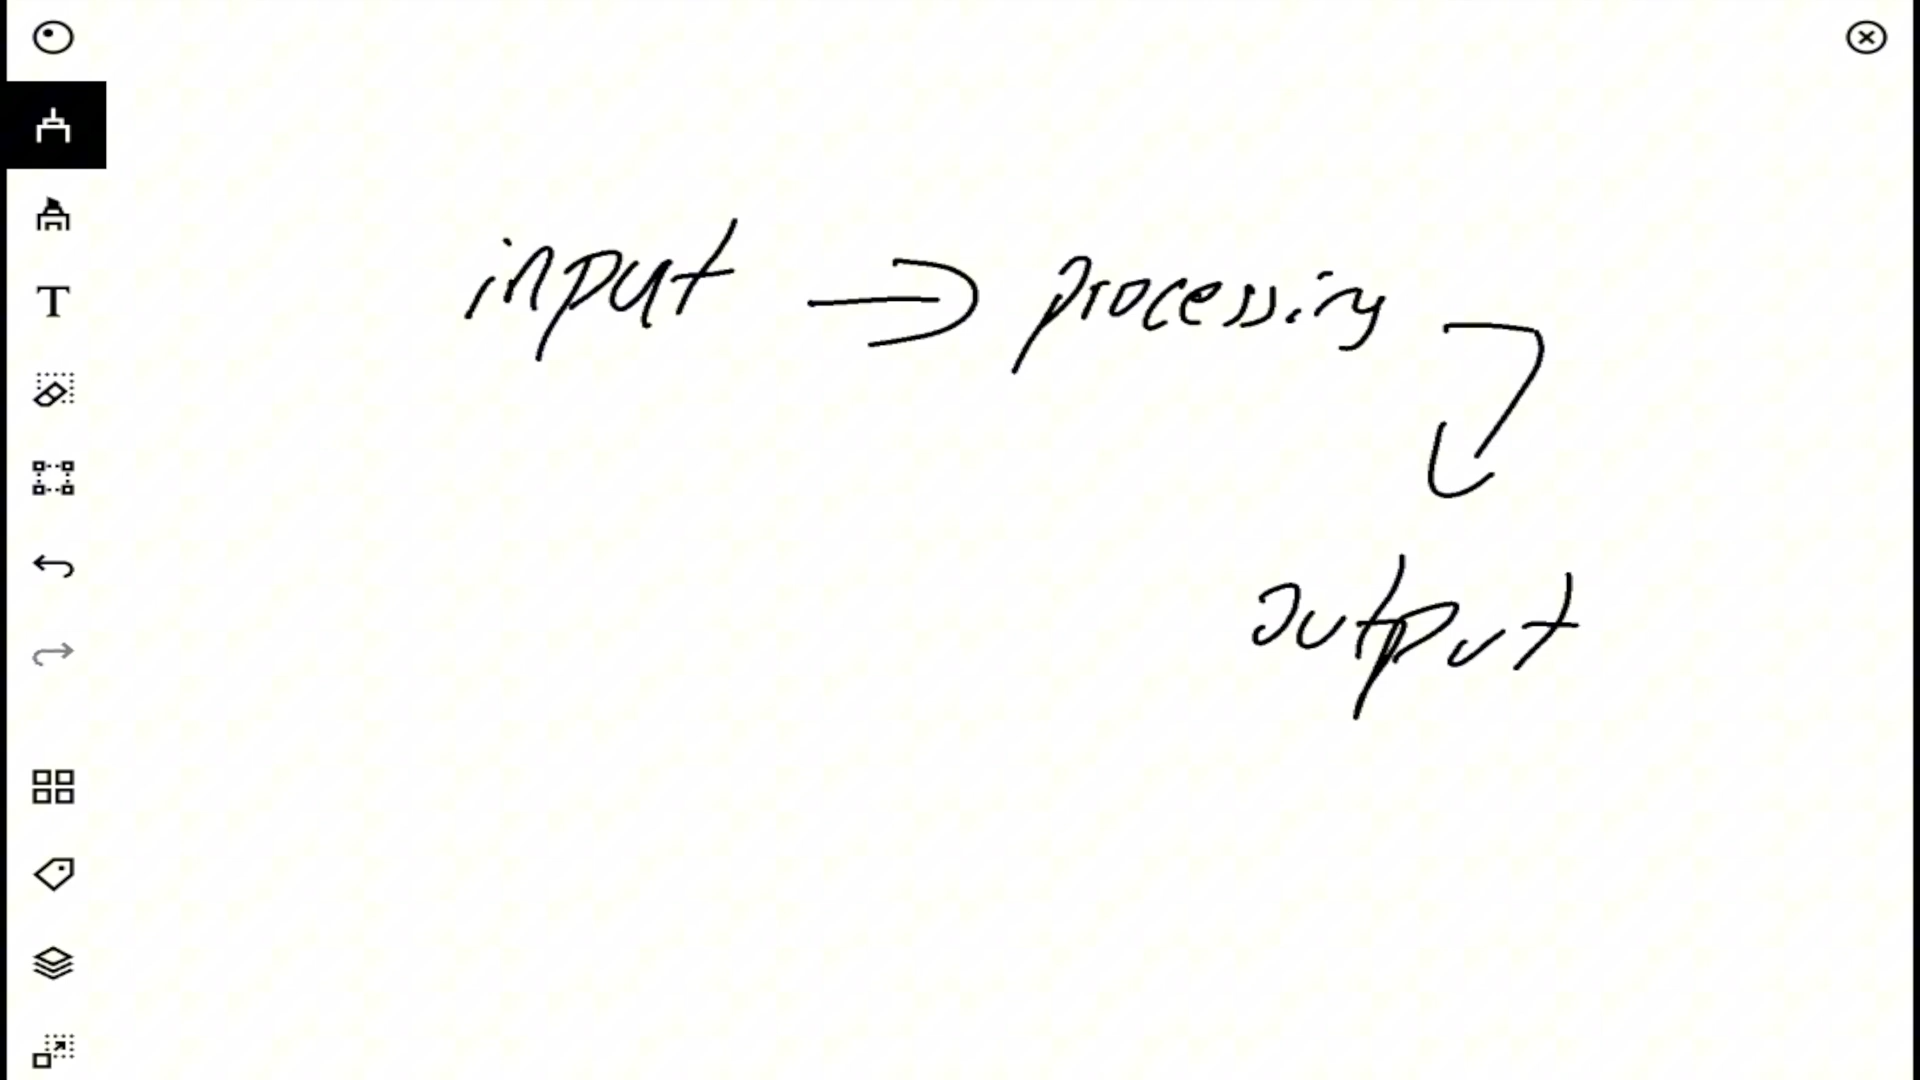 input → processing
output